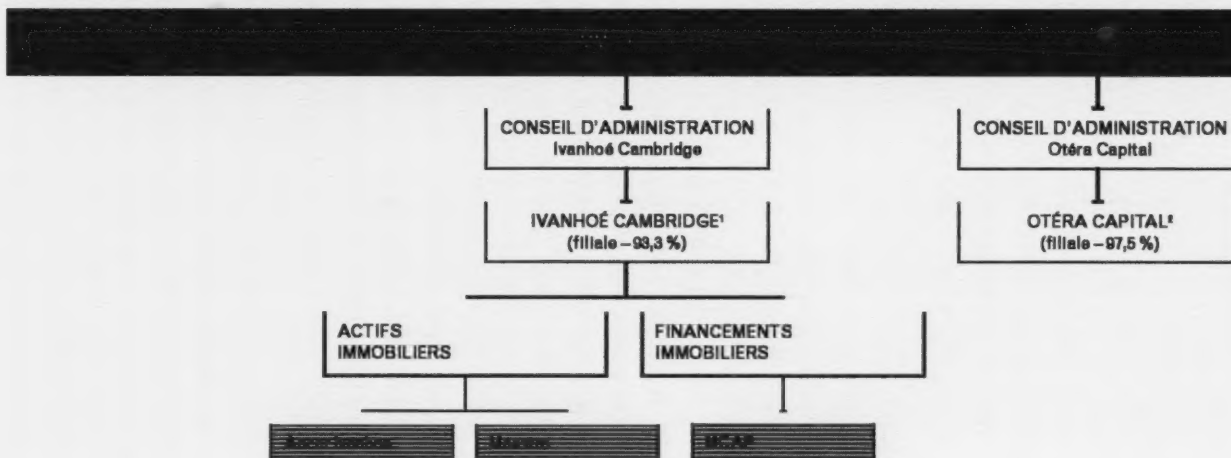 CONSEIL D'ADMINISTRATION
Ivanhoé Cambridge
CONSEIL D'ADMINISTRATION
Otéra Capital
IVANHOÉ CAMBRIDGE¹
(filiale – 93,3 %)
OTÉRA CAPITAL²
(filiale – 97,5 %)
ACTIFS
IMMOBILIERS
FINANCEMENTS
IMMOBILIERS
MCAP